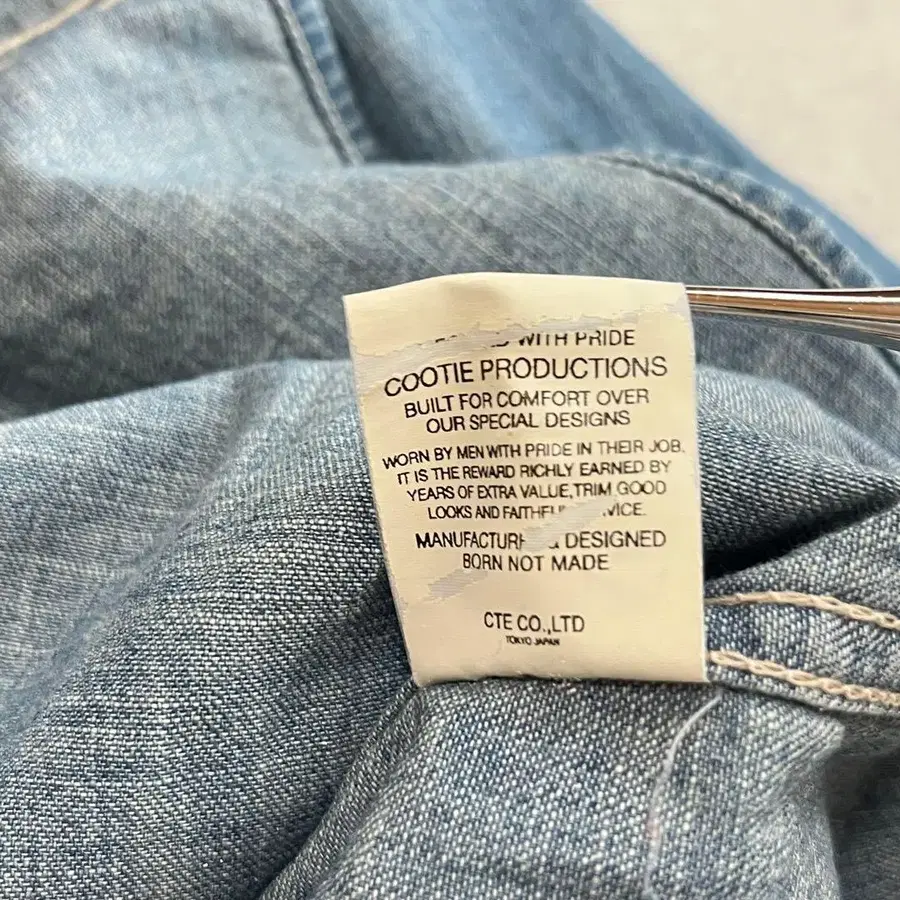 WITH PRIDE
COOTIE PRODUCTIONS
BUILT FOR COMFORT OVER
OUR SPECIAL DESIGNS
WORN BY MEN WITH PRIDE IN THEIR JOB.
IT IS THE REWARD RICHLY EARNED BY
YEARS OF EXTRA VALUE,TRIM GOOD
LOOKS AND
DESIGNED
BORN NOT MADE
CTE CO.,LTD
TOKYO JAPAN